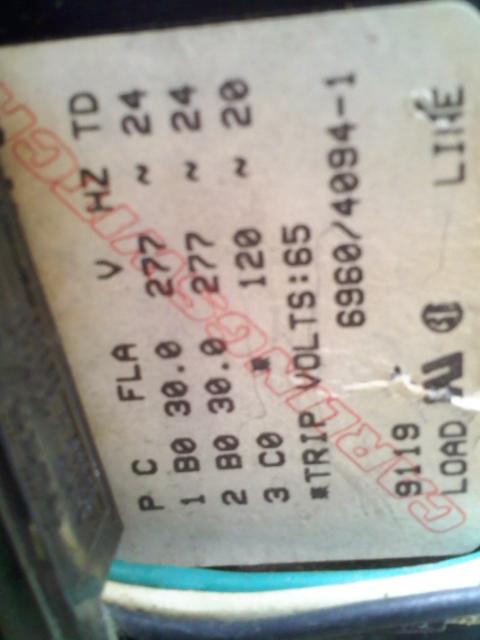 P C FLA V HZ TD
1 B0 30.0 277 ~ 24
2 B0 30.0 277 ~ 24
3 C0 * 120 ~ 20
*TRIP VOLTS:65
6960/4094-1
9119
LOAD LINE
CARLINGSWITCH